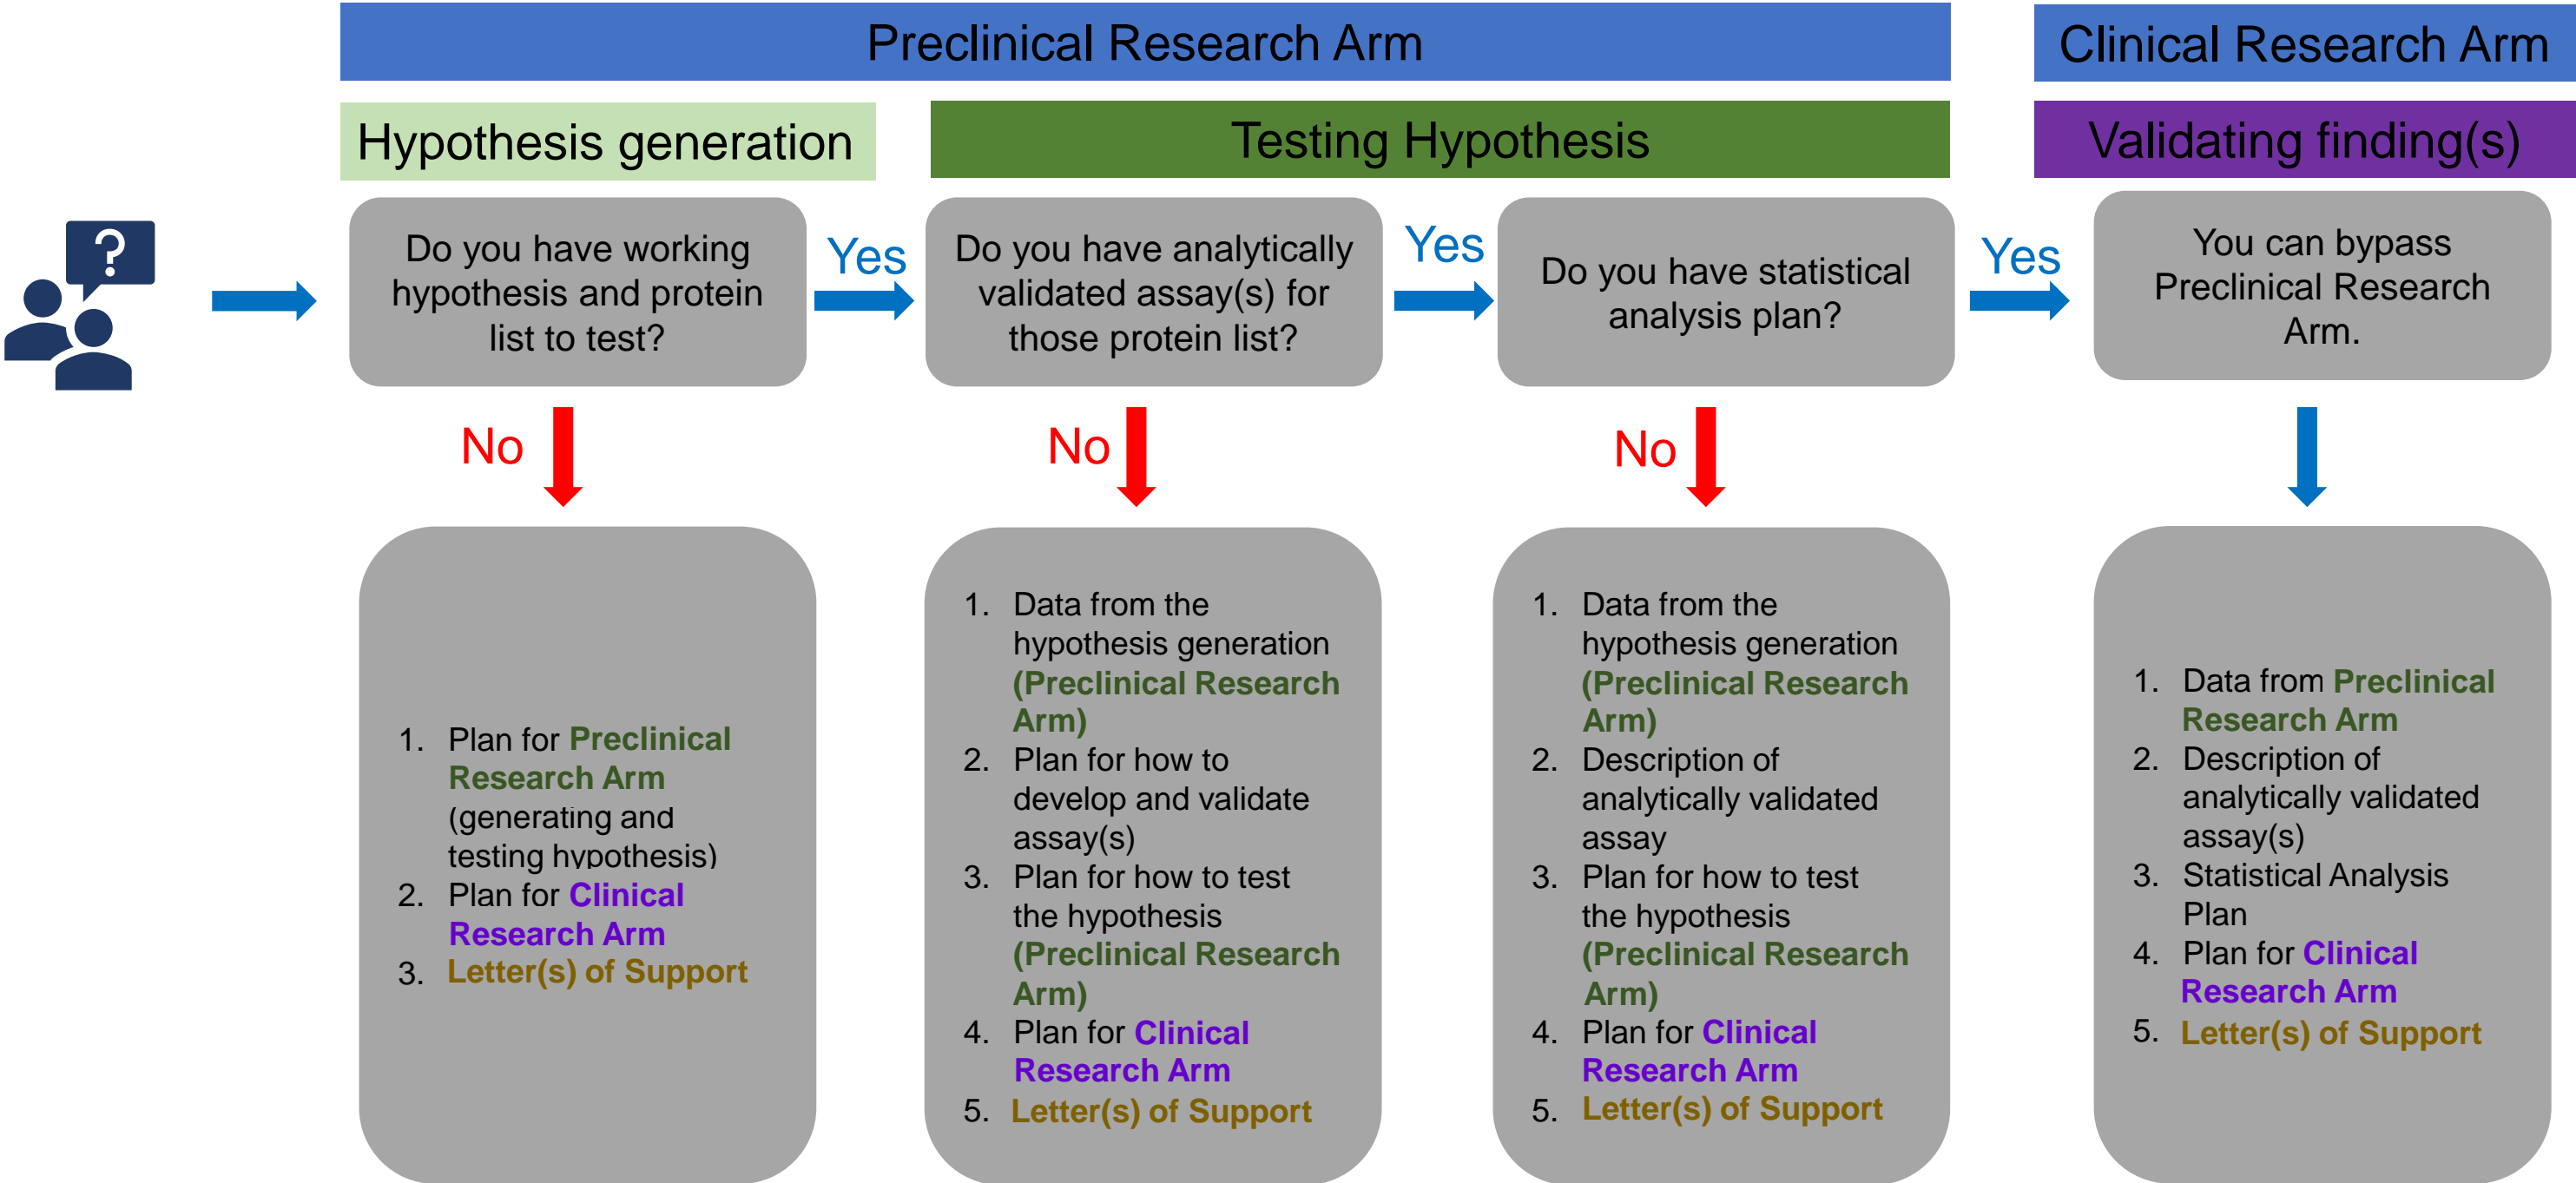 Preclinical Research Arm
Clinical Research Arm
Hypothesis generation
Testing Hypothesis
Validating finding(s)
?
Do you have working
hypothesis and protein
list to test?
Yes
Do you have analytically
validated assay(s) for
those protein list?
Yes
Do you have statistical
analysis plan?
Yes
You can bypass
Preclinical Research
Arm.
No
No
No
1. Plan for Preclinical
Research Arm
(generating and
testing hypothesis)
2. Plan for Clinical
Research Arm
3. Letter(s) of Support
1. Data from the
hypothesis generation
(Preclinical Research
Arm)
2. Plan for how to
develop and validate
assay(s)
3. Plan for how to test
the hypothesis
(Preclinical Research
Arm)
4. Plan for Clinical
Research Arm
5. Letter(s) of Support
1. Data from the
hypothesis generation
(Preclinical Research
Arm)
2. Description of
analytically validated
assay
3. Plan for how to test
the hypothesis
(Preclinical Research
Arm)
4. Plan for Clinical
Research Arm
5. Letter(s) of Support
1. Data from Preclinical
Research Arm
2. Description of
analytically validated
assay(s)
3. Statistical Analysis
Plan
4. Plan for Clinical
Research Arm
5. Letter(s) of Support